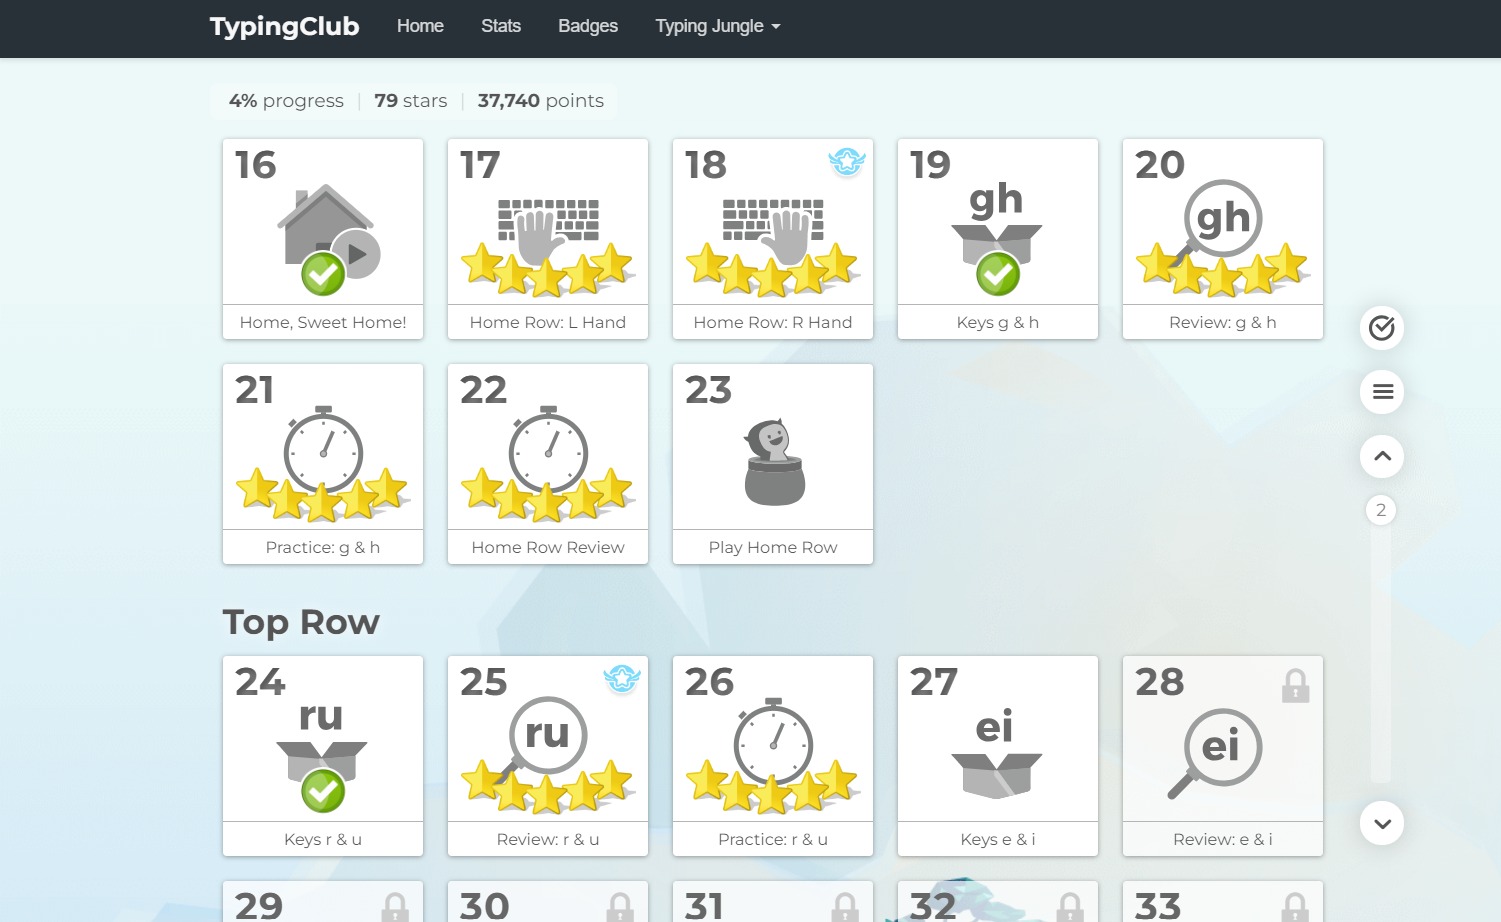 TypingClub Home Stats Badges Typing Jungle
4% progress 79 stars 37,740 points
16 17 18 19 20
gh gh
Home, Sweet Home! Home Row: L Hand Home Row: R Hand Keys g & h Review: g & h
21 22 23
2
Practice: g & h Home Row Review Play Home Row
Top Row
24 25 26 27 28
ru ru ei ei
Keys r & u Review: r & u Practice: r & u Keys e & i Review: e & i
29 30 31 32 33